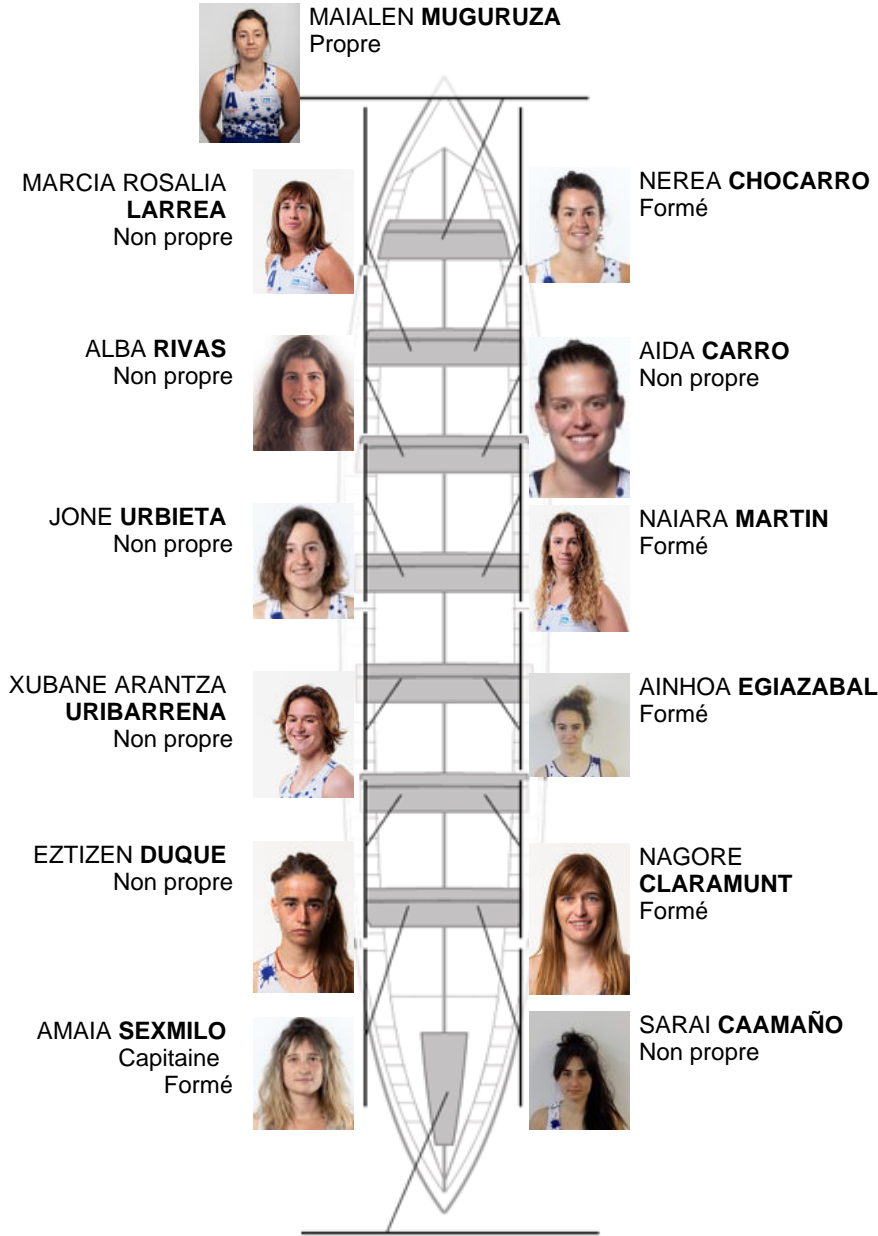 MAIALEN MUGURUZA
Propre
MARCIA ROSALIA
LARREA
Non propre
NEREA CHOCARRO
Formé
ALBA RIVAS
Non propre
AIDA CARRO
Non propre
JONE URBIETA
Non propre
NAIARA MARTIN
Formé
XUBANE ARANTZA
URIBARRENA
Non propre
AINHOA EGIAZABAL
Formé
EZTIZEN DUQUE
Non propre
NAGORE
CLARAMUNT
Formé
AMAIA SEXMILO
Capitaine
Formé
SARAI CAAMAÑO
Non propre